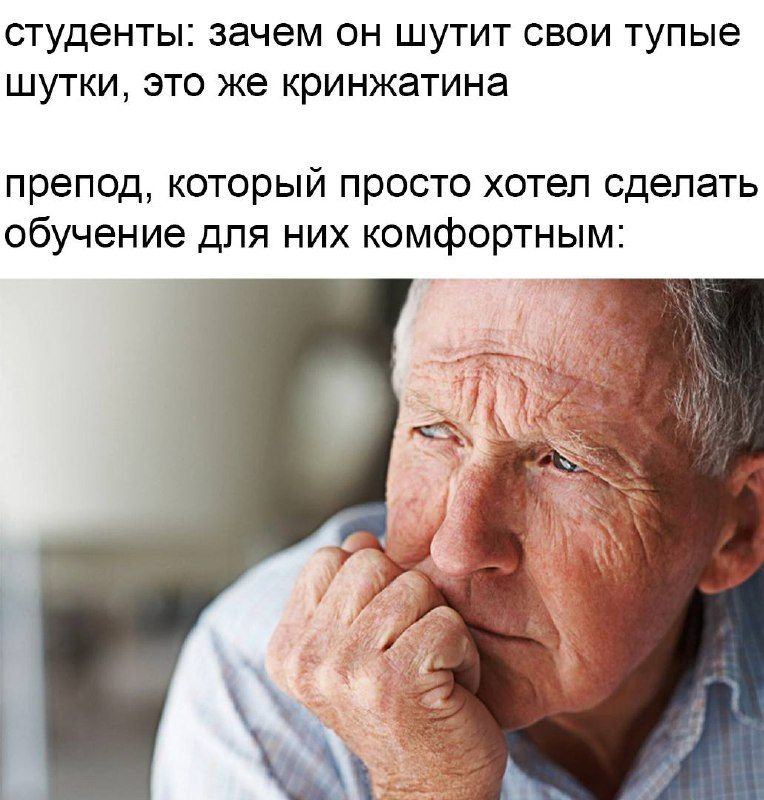 студенты: зачем он шутит свои тупые
шутки, это же кринжатина
препод, который просто хотел сделать
обучение для них комфортным: